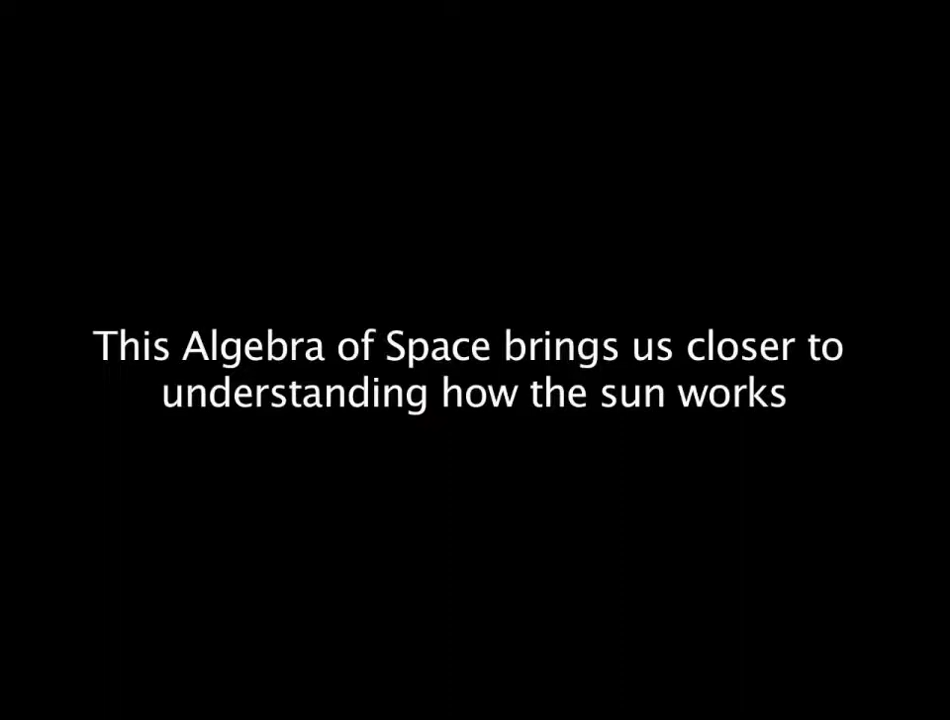 This Algebra of Space brings us closer to
understanding how the sun works